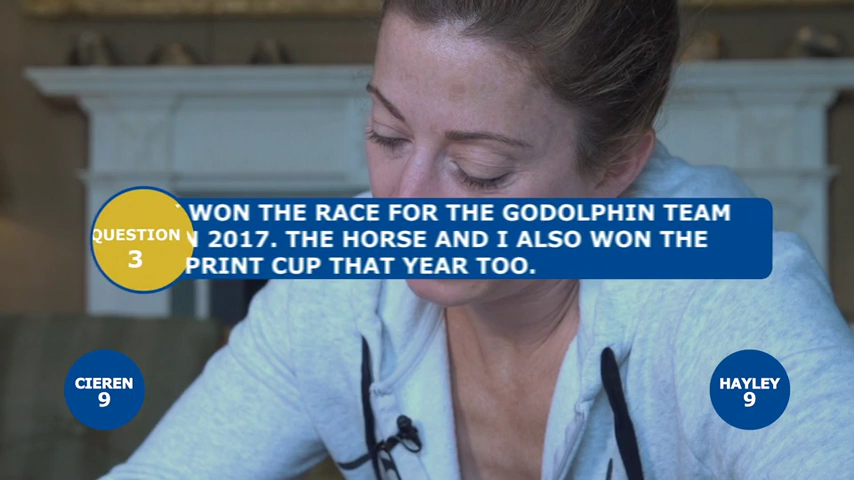 QUESTION
3
WON THE RACE FOR THE GODOLPHIN TEAM
2017. THE HORSE AND I ALSO WON THE
PRINT CUP THAT YEAR TOO.
CIEREN
9
HAYLEY
9